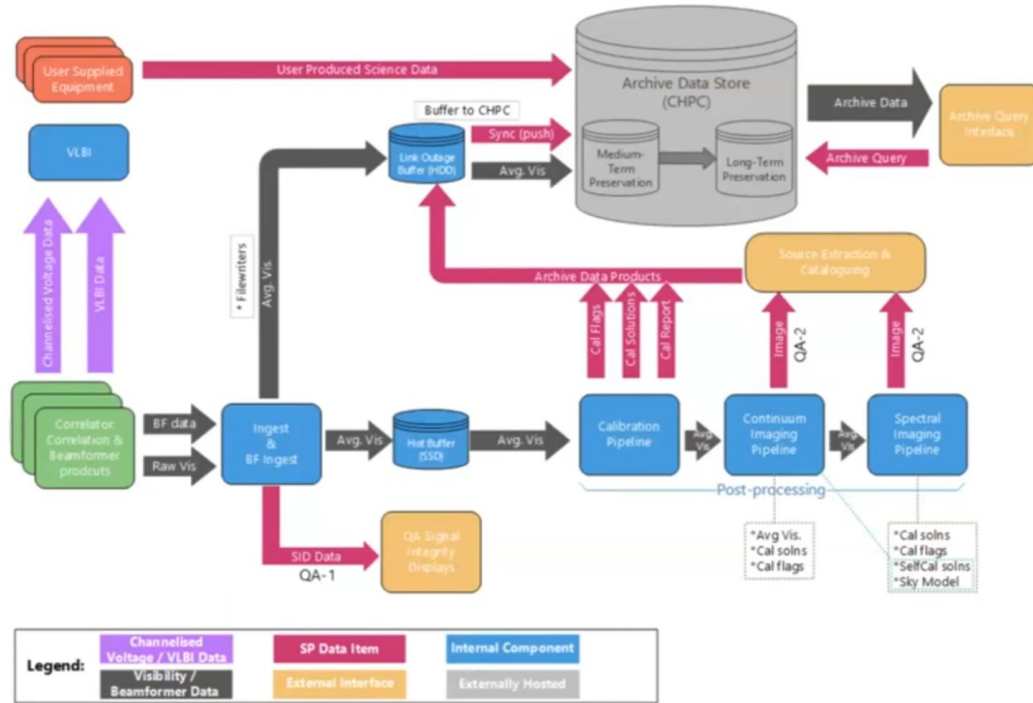 User Supplied
Equipment
User Produced Science Data
Archive Data Store
(CHPC)
Archive Data
Archive Query
Interface
Archive Query
Buffer to CHPC
Sync (push)
Link Outage
Buffer (HDD)
Avg. Vis
Medium-
Term
Preservation
Long-Term
Preservation
VLBI
Channelised Voltage Data
VLBI Data
* Filewriters
Avg. Vis.
Source Extraction &
Cataloguing
Archive Data Products
Cal Flags
Cal Solutions
Cal Report
Image
QA-2
Image
QA-2
Correlator:
Correlation &
Beamformer
prodcuts
BF data
Raw Vis
Ingest
&
BF Ingest
Avg. Vis
Hot Buffer
(SSD)
Avg. Vis
Calibration
Pipeline
Avg.
Vis
Continuum
Imaging
Pipeline
Avg.
Vis
Spectral
Imaging
Pipeline
Post-processing
SID Data
QA-1
QA Signal
Integrity
Displays
*Avg Vis.
*Cal solns
*Cal flags
*Cal solns
*Cal flags
*SelfCal solns
*Sky Model
Legend:
Channelised
Voltage / VLBI Data
SP Data Item
Internal Component
Visibility /
Beamformer Data
External Interface
Externally Hosted